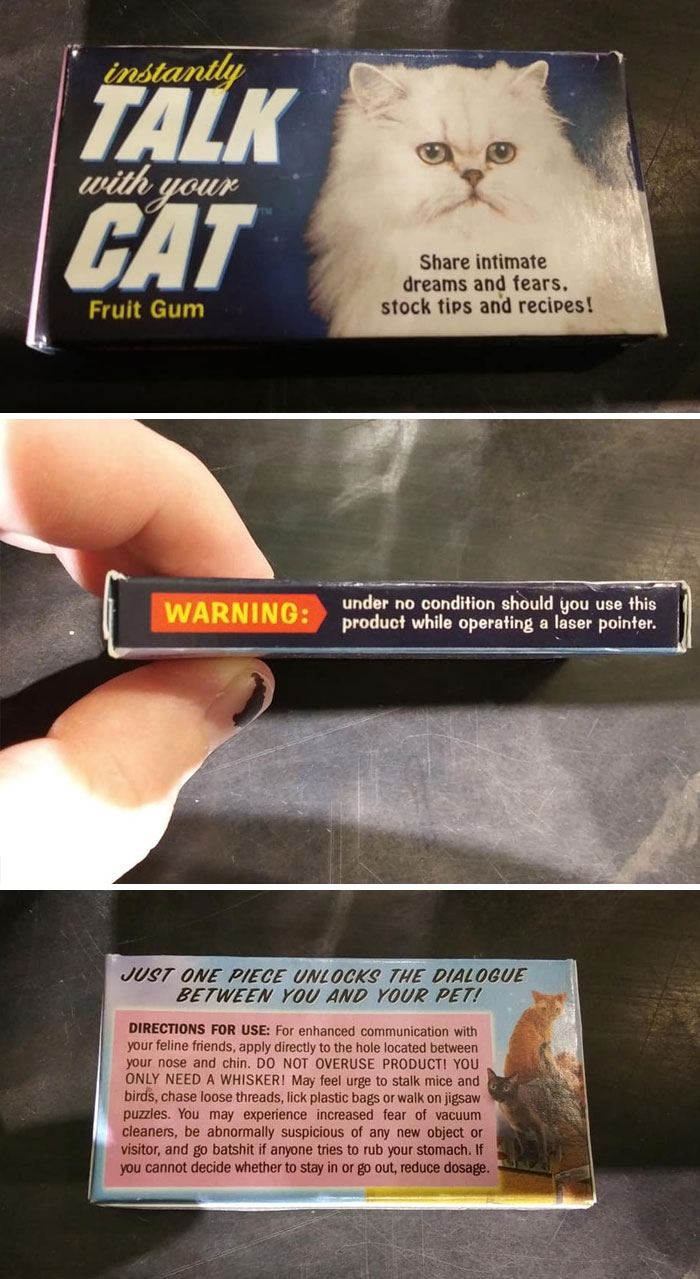 instantly
TALK
with your
CAT™
Fruit Gum
Share intimate
dreams and fears,
stock tips and recipes!
WARNING:
under no condition should you use this
product while operating a laser pointer.
JUST ONE PIECE UNLOCKS THE DIALOGUE
BETWEEN YOU AND YOUR PET!
DIRECTIONS FOR USE: For enhanced communication with
your feline friends, apply directly to the hole located between
your nose and chin. DO NOT OVERUSE PRODUCT! YOU
ONLY NEED A WHISKER! May feel urge to stalk mice and
birds, chase loose threads, lick plastic bags or walk on jigsaw
puzzles. You may experience increased fear of vacuum
cleaners, be abnormally suspicious of any new object or
visitor, and go batshit if anyone tries to rub your stomach. If
you cannot decide whether to stay in or go out, reduce dosage.